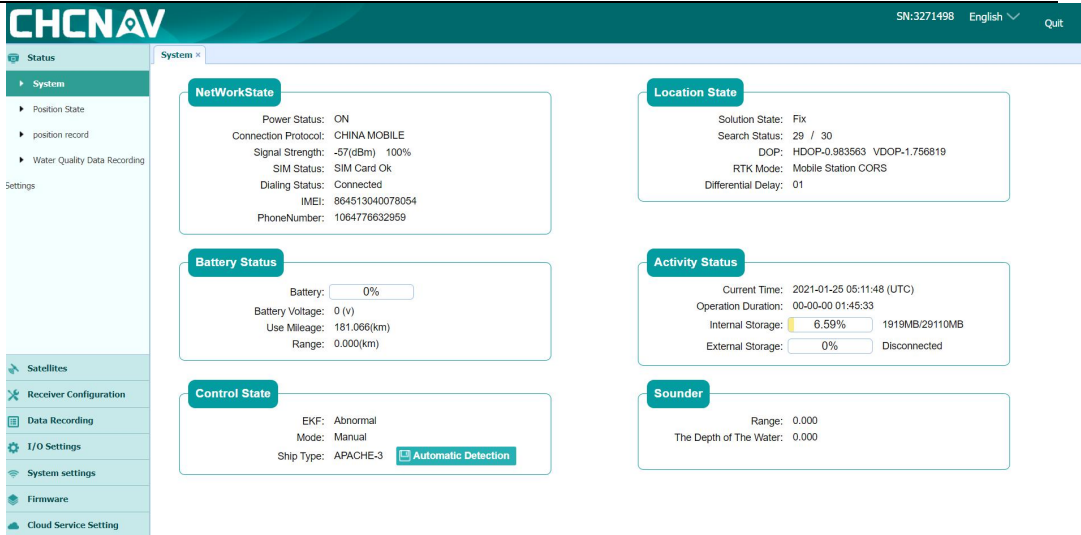 CHCNAV
SN:3271498 English Quit
Status
System
Position State
position record
Water Quality Data Recording
Settings
Satellites
Receiver Configuration
Data Recording
I/O Settings
System settings
Firmware
Cloud Service Setting
System ×
NetWorkState
Power Status: ON
Connection Protocol: CHINA MOBILE
Signal Strength: -57(dBm) 100%
SIM Status: SIM Card Ok
Dialing Status: Connected
IMEI: 864513040078054
PhoneNumber: 1064776632959
Location State
Solution State: Fix
Search Status: 29 / 30
DOP: HDOP-0.983563 VDOP-1.756819
RTK Mode: Mobile Station CORS
Differential Delay: 01
Battery Status
Battery: 0%
Battery Voltage: 0 (v)
Use Mileage: 181.066(km)
Range: 0.000(km)
Activity Status
Current Time: 2021-01-25 05:11:48 (UTC)
Operation Duration: 00-00-00 01:45:33
Internal Storage: 6.59% 1919MB/29110MB
External Storage: 0% Disconnected
Control State
EKF: Abnormal
Mode: Manual
Ship Type: APACHE-3 Automatic Detection
Sounder
Range: 0.000
The Depth of The Water: 0.000